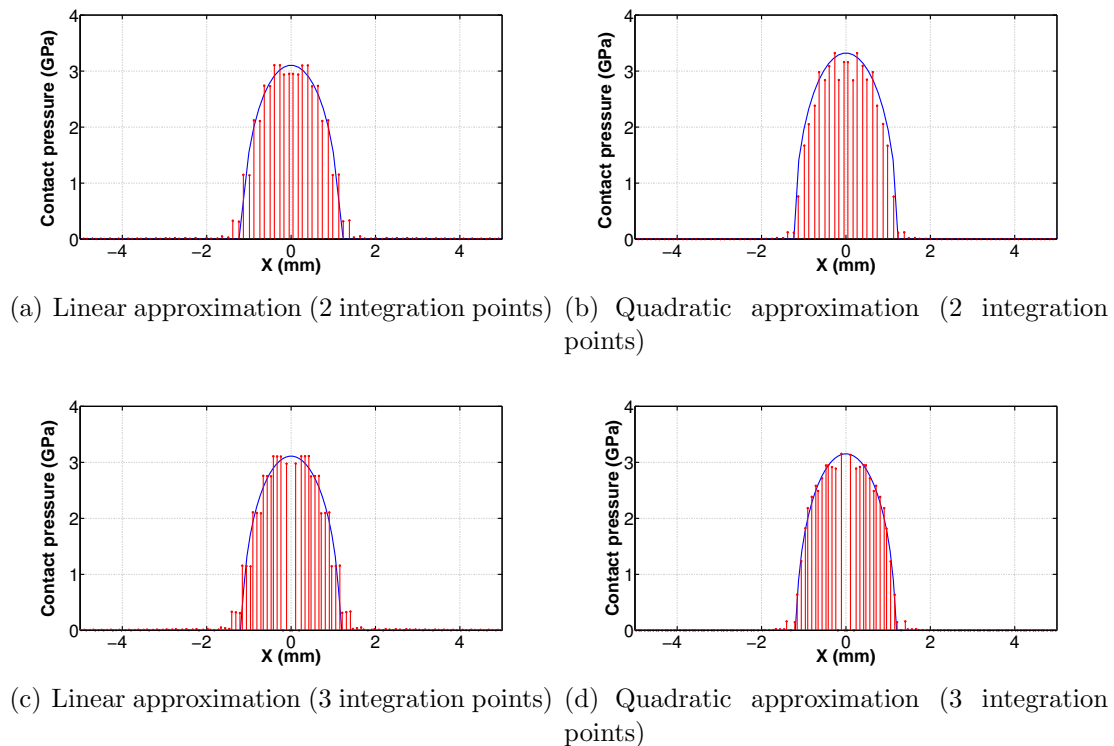 4
3
2
1
0
−4
−2
0
2
4
Contact pressure (GPa)
X (mm)
4
3
2
1
0
−4
−2
0
2
4
Contact pressure (GPa)
X (mm)
(a) Linear approximation (2 integration points)
(b) Quadratic approximation (2 integration
points)
4
3
2
1
0
−4
−2
0
2
4
Contact pressure (GPa)
X (mm)
4
3
2
1
0
−4
−2
0
2
4
Contact pressure (GPa)
X (mm)
(c) Linear approximation (3 integration points)
(d) Quadratic approximation (3 integration
points)